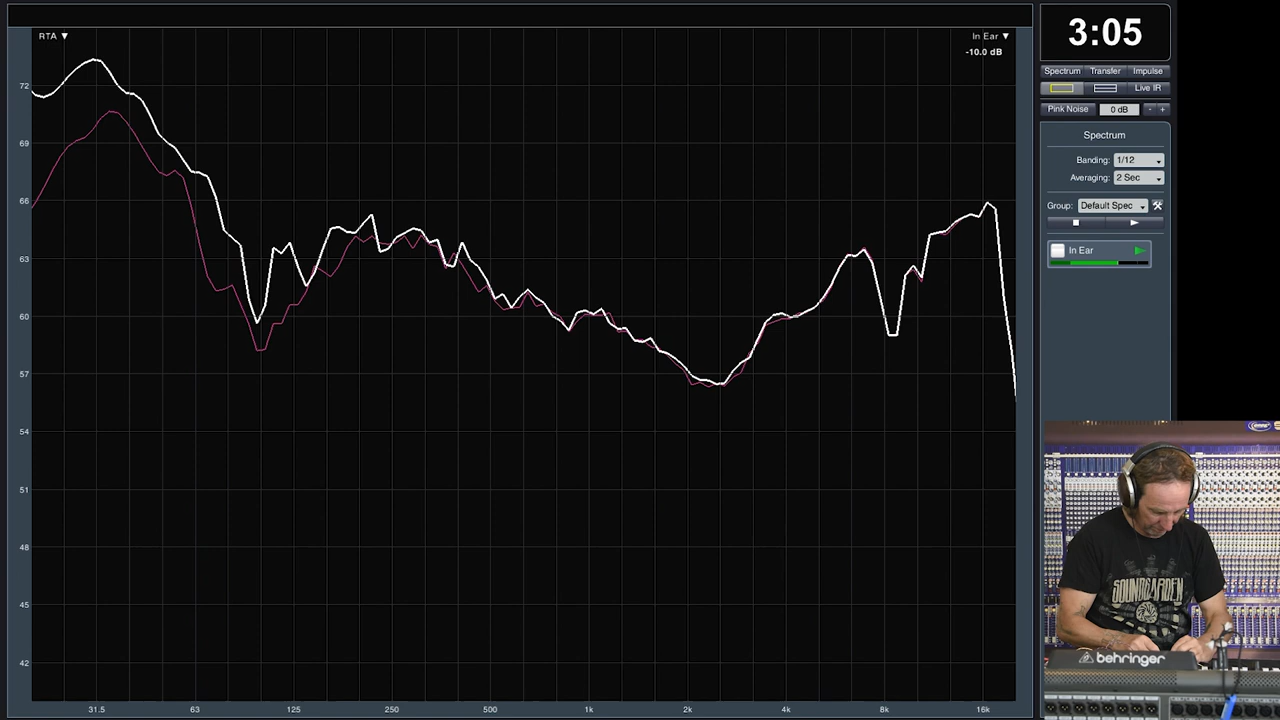 RTA ▼
In Ear ▼
-10.0 dB
72
69
66
63
60
57
54
51
48
45
42
31.5 63 125 250 500 1k 2k 4k 8k 16k
3:05
Spectrum Transfer Impulse
Live IR
Pink Noise 0 dB - +
Spectrum
Banding: 1/12
Averaging: 2 Sec
Group: Default Spec
In Ear
SOUNDGARDEN
behringer